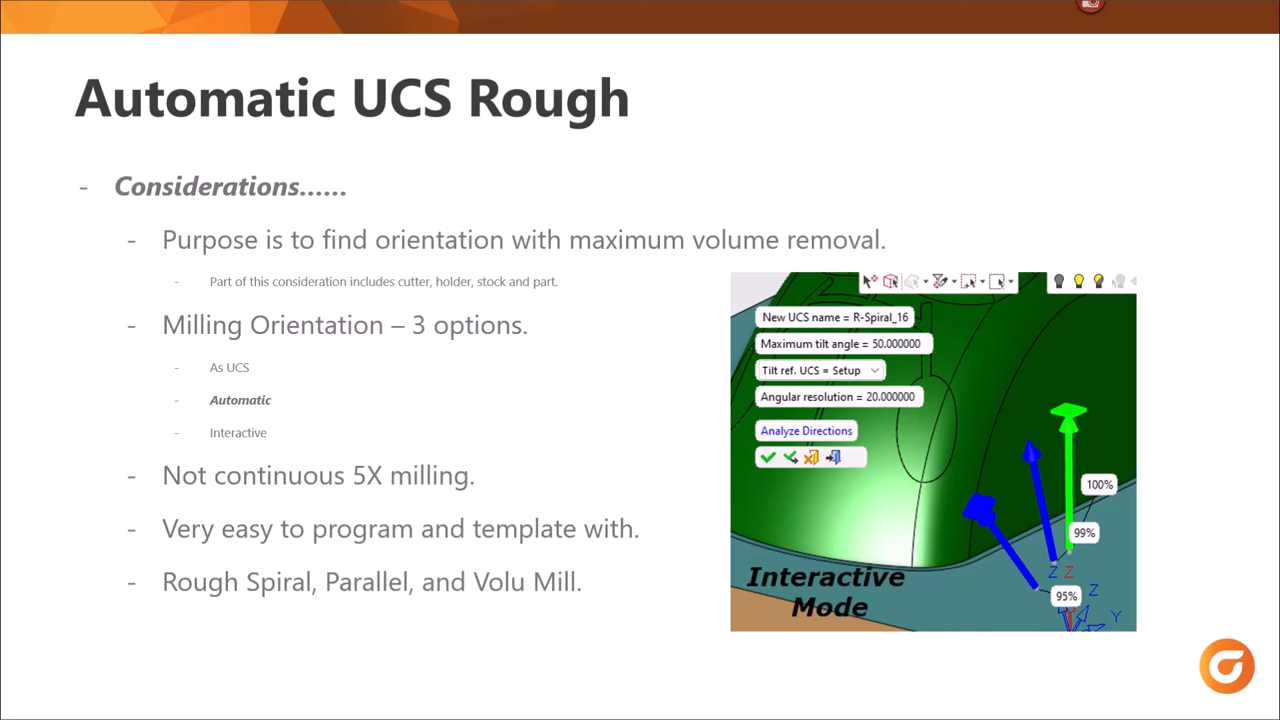 Automatic UCS Rough
- Considerations......
- Purpose is to find orientation with maximum volume removal.
- Part of this consideration includes cutter, holder, stock and part.
- Milling Orientation – 3 options.
- As UCS
- Automatic
- Interactive
- Not continuous 5X milling.
- Very easy to program and template with.
- Rough Spiral, Parallel, and Volu Mill.
New UCS name = R-Spiral_16
Maximum tilt angle = 50.000000
Tilt ref. UCS = Setup
Angular resolution = 20.000000
Analyze Directions
100%
99%
Z Z
95%
Z
Y
Interactive
Mode